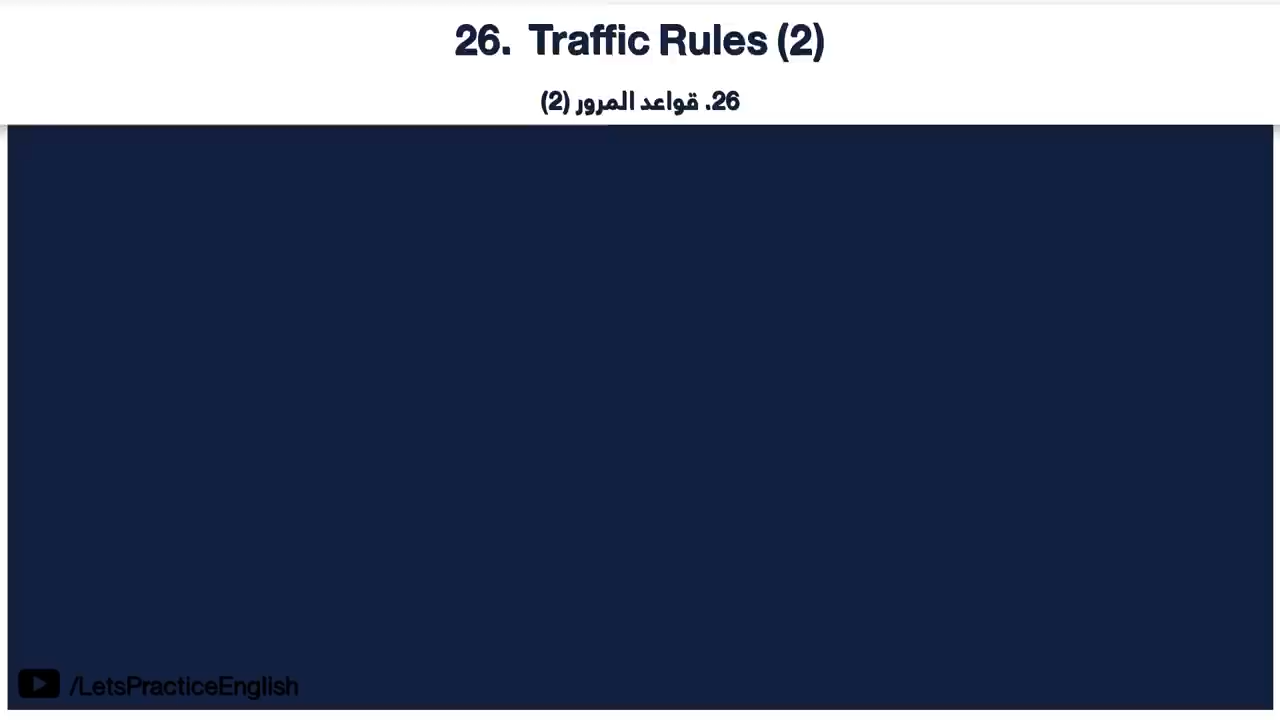 26. Traffic Rules (2)
26. قواعد المرور (2)
/LetsPracticeEnglish